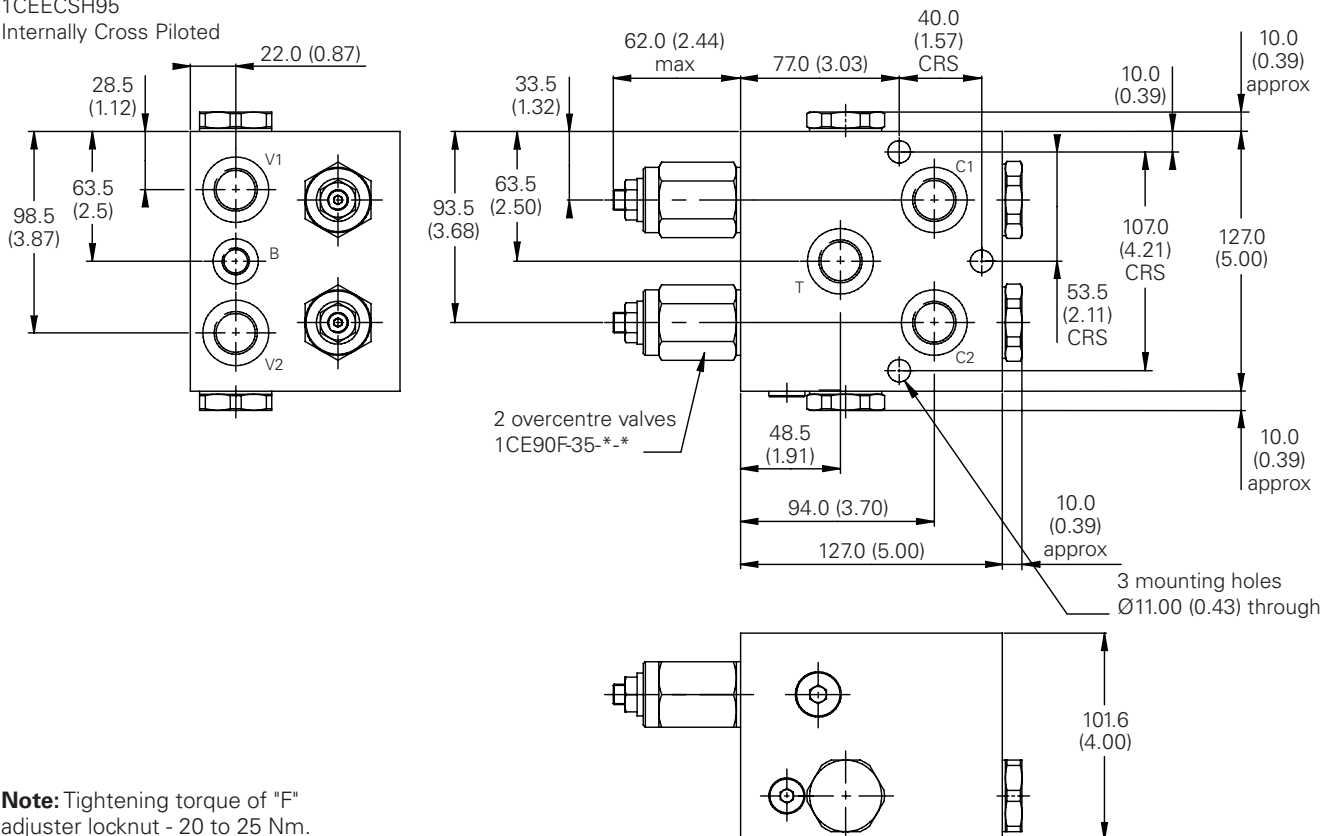 1CEECSH95
Internally Cross Piloted
22.0 (0.87)
28.5
(1.12)
63.5
(2.5)
98.5
(3.87)
V1
B
V2
62.0 (2.44)
max
77.0 (3.03)
40.0
(1.57)
CRS
10.0
(0.39)
10.0
(0.39)
approx
33.5
(1.32)
63.5
(2.50)
93.5
(3.68)
C1
T
C2
107.0
(4.21)
CRS
127.0
(5.00)
53.5
(2.11)
CRS
2 overcentre valves
1CE90F-35-*-*
48.5
(1.91)
94.0 (3.70)
127.0 (5.00)
10.0
(0.39)
approx
10.0
(0.39)
approx
3 mounting holes
Ø11.00 (0.43) through
101.6
(4.00)
Note: Tightening torque of "F"
adjuster locknut - 20 to 25 Nm.